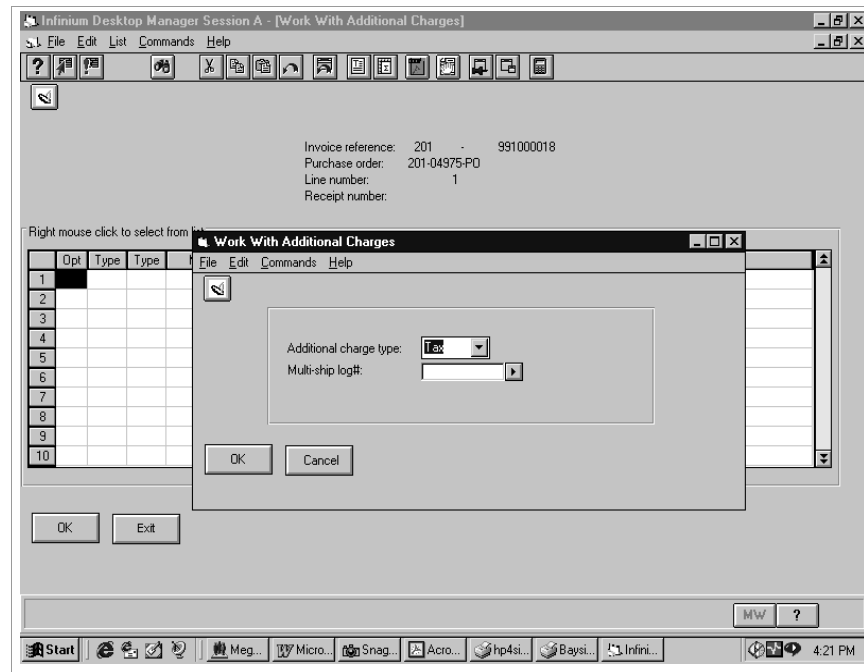 Infinium Desktop Manager Session A - [Work With Additional Charges]
File Edit List Commands Help
Invoice reference: 201 - 991000018
Purchase order: 201-04975-PO
Line number: 1
Receipt number:
Right mouse click to select from
Work With Additional Charges
Opt Type Type
File Edit Commands Help
1
2
3
4
5
6
7
8
9
10
Additional charge type: Tax
Multi-ship log#:
OK Cancel
OK Exit
MW ?
Start Meg... Micro... Snag... Acro... hp4si... Baysi... Infini... 4:21 PM